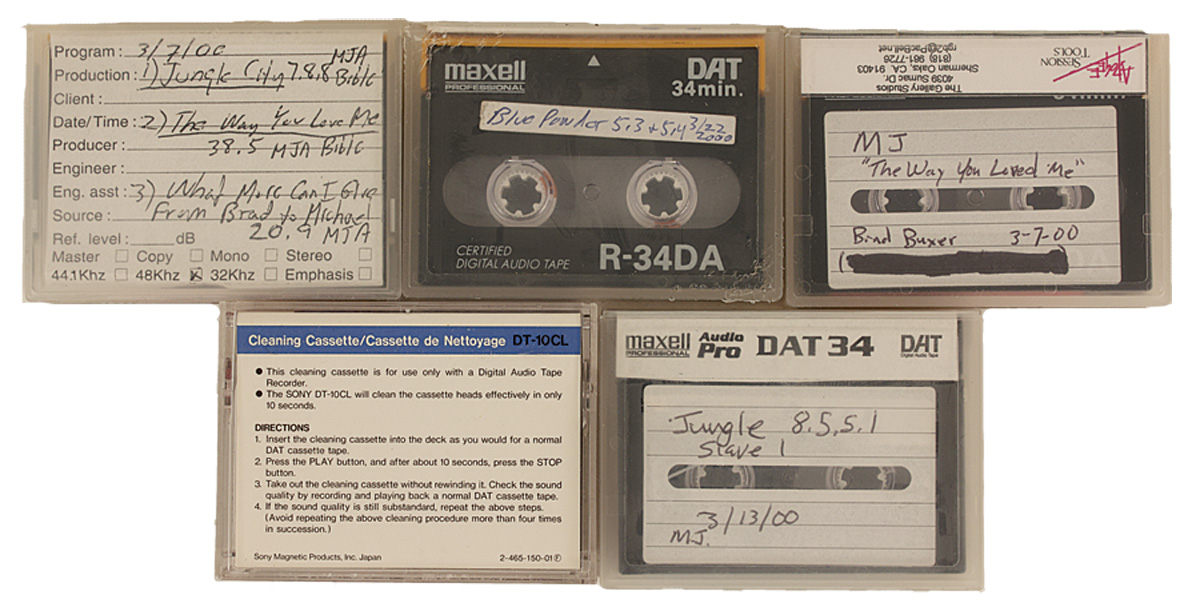 Program: 3/7/00
MJA
Production: 1) Jungle City 7.8,8 Bible
Client:
Date/Time: 2) The Way You Love Me
Producer: 38.5 MJA Bible
Engineer:
Eng. asst: 3) What More Can I Give
Source: From Brad to Michael
Ref. level: dB 20.9 MJA
Master Copy Mono Stereo
44.1Khz 48Khz 32Khz Emphasis
maxell
PROFESSIONAL
DAT
34min.
Blue 5.3 + 5.4 3/22
2000
CERTIFIED
DIGITAL AUDIO TAPE
R-34DA
The Gallery Studios
4039 Sumac Dr.
Sherman Oaks, CA. 91403
(818) 981-7726
rgb2@PacBell.net
SESSION
TOOLS
MJ
"The Way You Loved Me"
Brad Buxer 3-7-00
Cleaning Cassette/Cassette de Nettoyage DT-10CL
● This cleaning cassette is for use only with a Digital Audio Tape
Recorder.
● The SONY DT-10CL will clean the cassette heads effectively in only
10 seconds.
DIRECTIONS
1. Insert the cleaning cassette into the deck as you would for a normal
DAT cassette tape.
2. Press the PLAY button, and after about 10 seconds, press the STOP
button.
3. Take out the cleaning cassette without rewinding it. Check the sound
quality by recording and playing back a normal DAT cassette tape.
4. If the sound quality is still substandard, repeat the above steps.
(Avoid repeating the above cleaning procedure more than four times
in succession.)
Sony Magnetic Products, Inc. Japan 2-465-150-01Ⓕ
maxell
PROFESSIONAL
Audio
Pro
DAT 34
DAT
Digital Audio Tape
Jungle 8.5, 5.1
Slave 1
3/13/00
MJ.